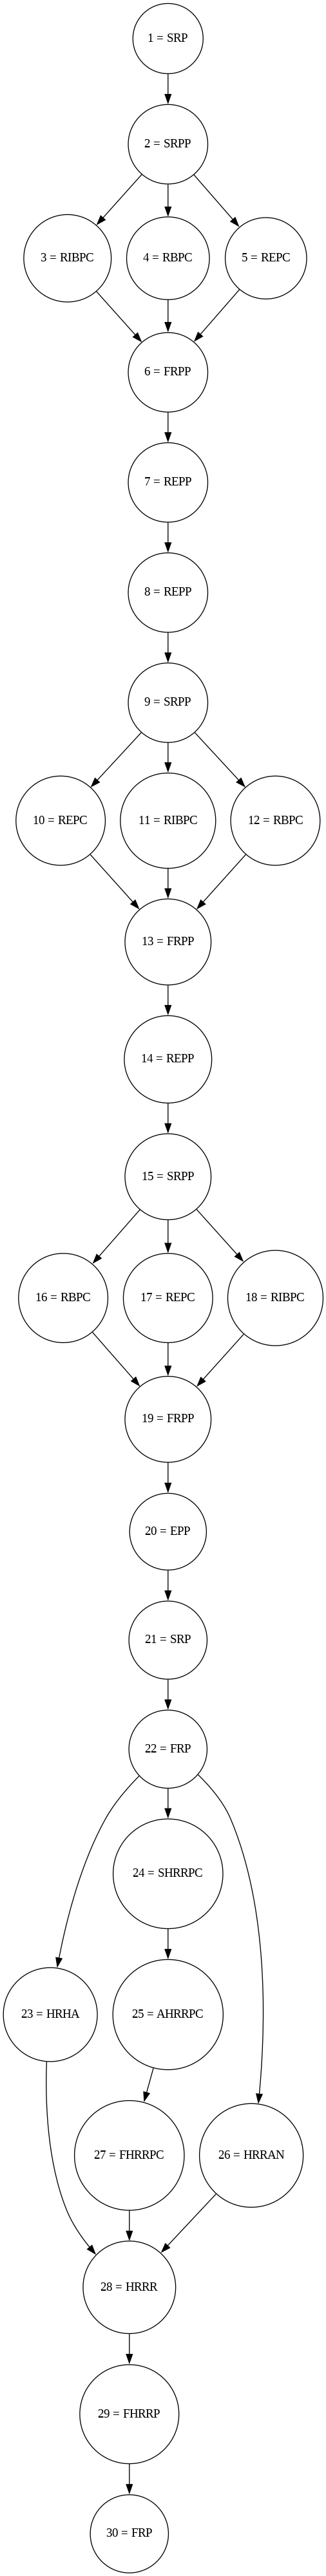 1 = SRP
2 = SRPP
3 = RIBPC
4 = RBPC
5 = REPC
6 = FRPP
7 = REPP
8 = REPP
9 = SRPP
10 = REPC
11 = RIBPC
12 = RBPC
13 = FRPP
14 = REPP
15 = SRPP
16 = RBPC
17 = REPC
18 = RIBPC
19 = FRPP
20 = EPP
21 = SRP
22 = FRP
24 = SHRRPC
23 = HRHA
25 = AHRRPC
27 = FHRRPC
26 = HRRAN
28 = HRRR
29 = FHRRP
30 = FRP